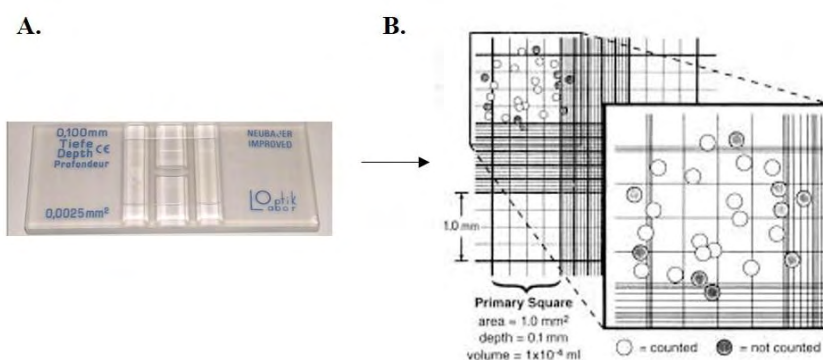 A.
B.
0,100mm
Tiefe
Depth CE
Profondeur
0,0025mm²
NEUBAUER
IMPROVED
Optik
Labor
1.0 mm
Primary Square
area = 1.0 mm²
depth = 0.1 mm
volume = 1x10⁻⁴ ml
= counted = not counted